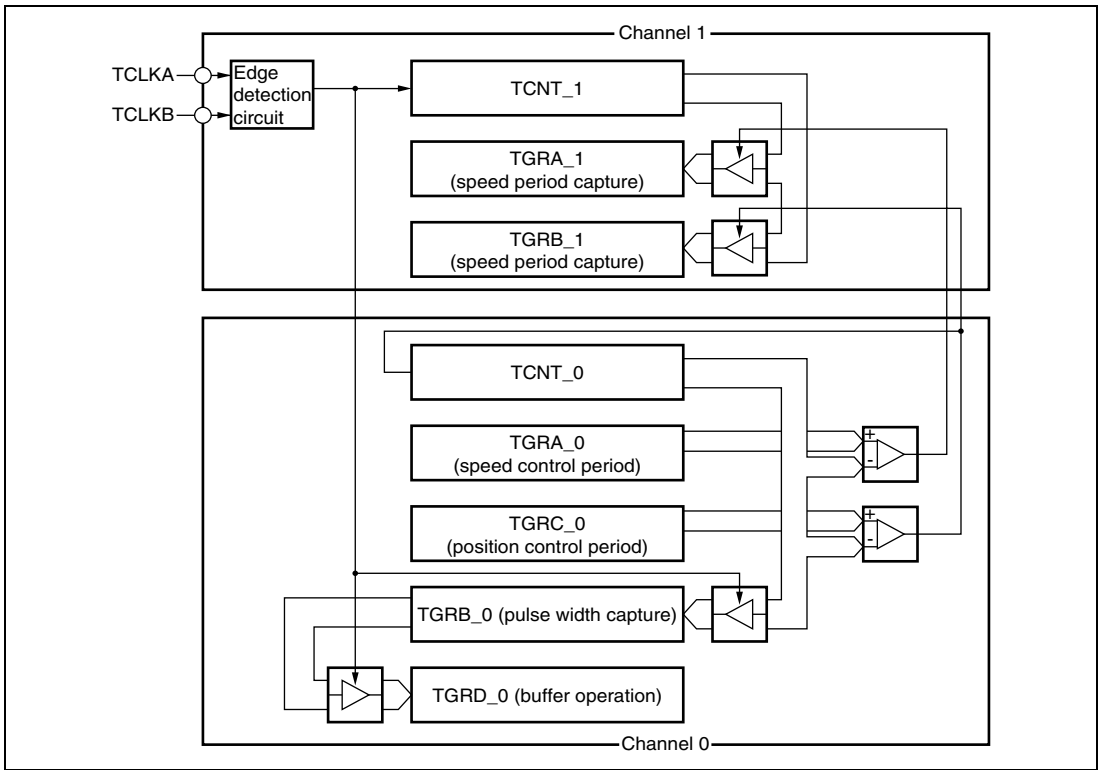 Channel 1
TCLKA
TCLKB
Edge
detection
circuit
TCNT_1
TGRA_1
(speed period capture)
TGRB_1
(speed period capture)
TCNT_0
TGRA_0
(speed control period)
+
-
TGRC_0
(position control period)
+
-
TGRB_0 (pulse width capture)
TGRD_0 (buffer operation)
Channel 0